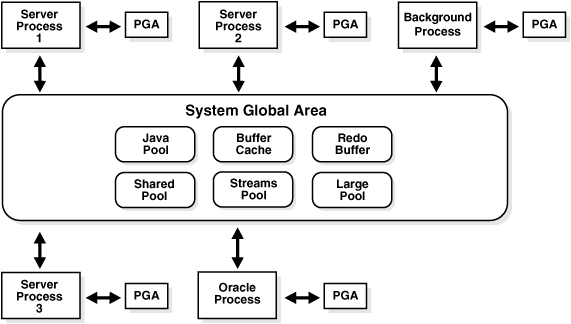 Server
Process
1
PGA
Server
Process
2
PGA
Background
Process
PGA
System Global Area
Java
Pool
Buffer
Cache
Redo
Buffer
Shared
Pool
Streams
Pool
Large
Pool
Server
Process
3
PGA
Oracle
Process
PGA